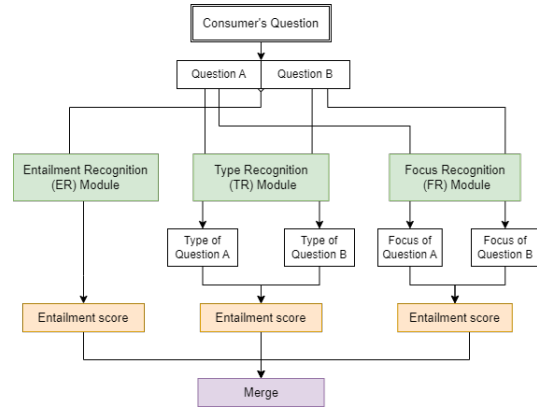 Consumer's Question
Question A
Question B
Entailment Recognition
(ER) Module
Type Recognition
(TR) Module
Focus Recognition
(FR) Module
Type of
Question A
Type of
Question B
Focus of
Question A
Focus of
Question B
Entailment score
Entailment score
Entailment score
Merge